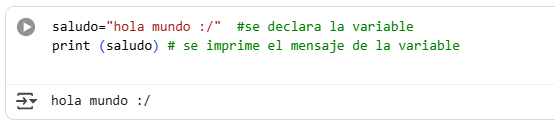 saludo="hola mundo :/"  #se declara la variable
print (saludo) # se imprime el mensaje de la variable
hola mundo :/